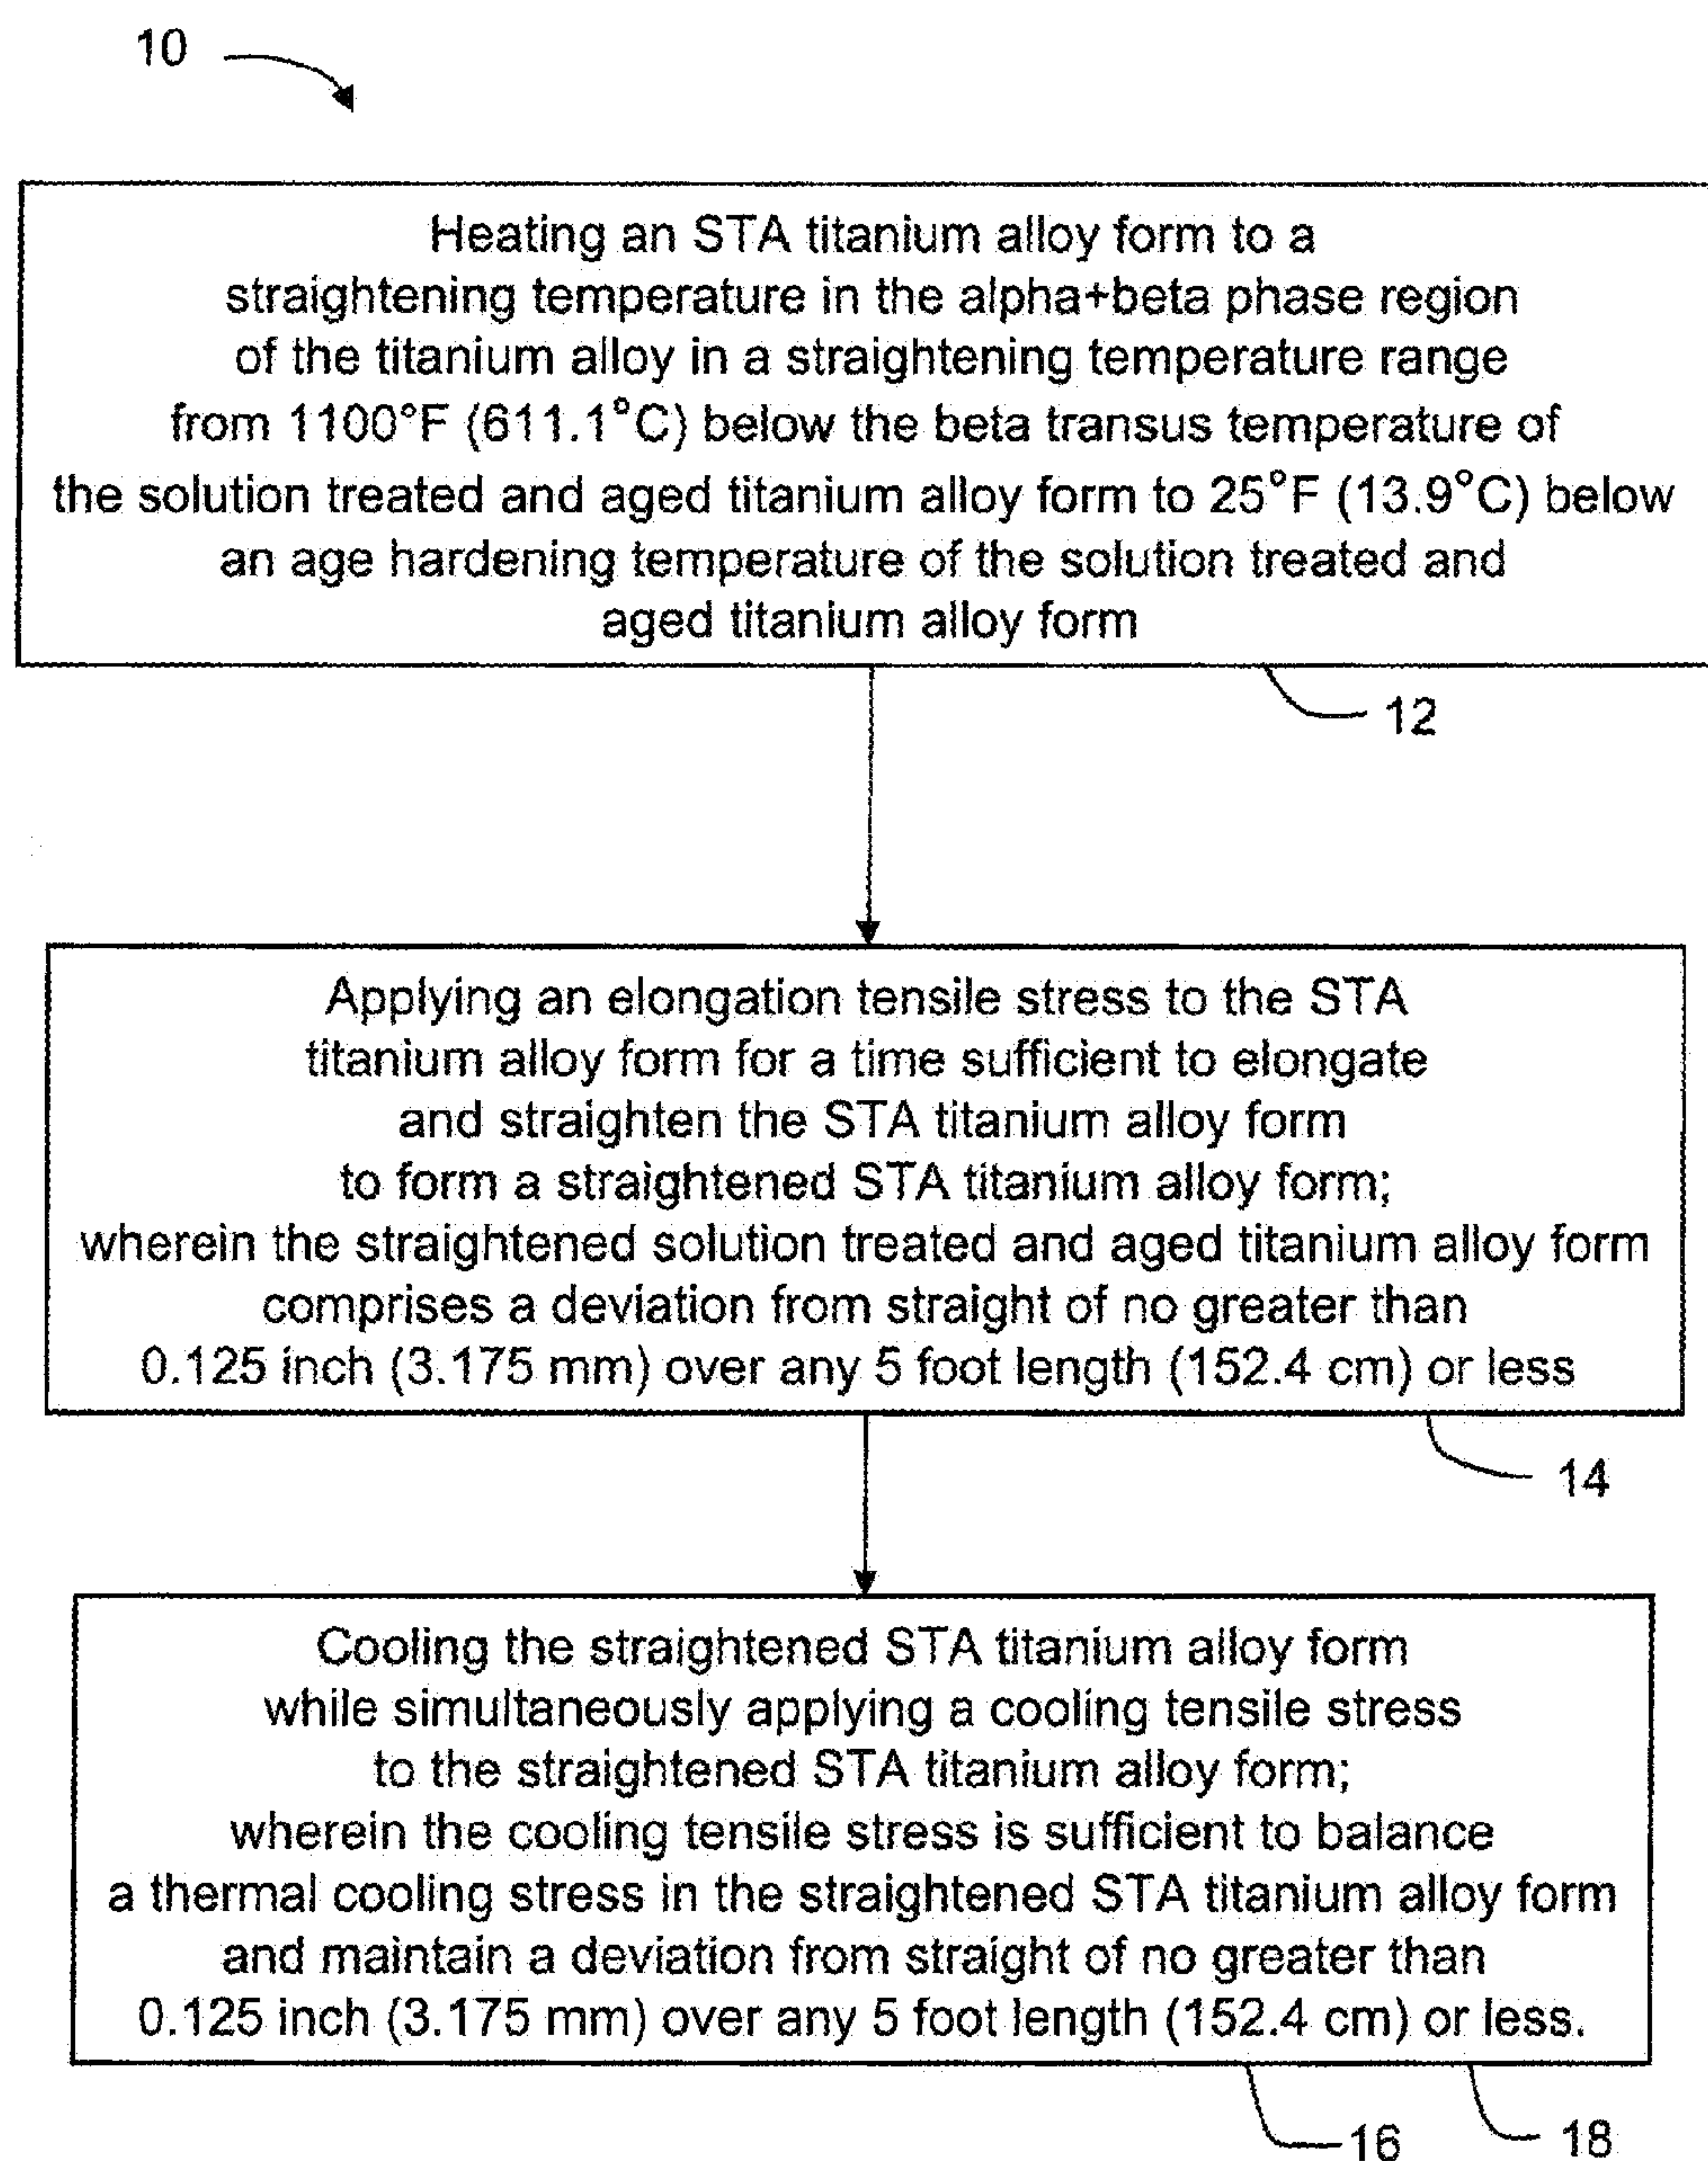 10
Heating an STA titanium alloy form to a
straightening temperature in the alpha+beta phase region
of the titanium alloy in a straightening temperature range
from 1100°F (611.1°C) below the beta transus temperature of
the solution treated and aged titanium alloy form to 25°F (13.9°C) below
an age hardening temperature of the solution treated and
aged titanium alloy form
12
Applying an elongation tensile stress to the STA
titanium alloy form for a time sufficient to elongate
and straighten the STA titanium alloy form
to form a straightened STA titanium alloy form;
wherein the straightened solution treated and aged titanium alloy form
comprises a deviation from straight of no greater than
0.125 inch (3.175 mm) over any 5 foot length (152.4 cm) or less
14
Cooling the straightened STA titanium alloy form
while simultaneously applying a cooling tensile stress
to the straightened STA titanium alloy form;
wherein the cooling tensile stress is sufficient to balance
a thermal cooling stress in the straightened STA titanium alloy form
and maintain a deviation from straight of no greater than
0.125 inch (3.175 mm) over any 5 foot length (152.4 cm) or less.
16 18